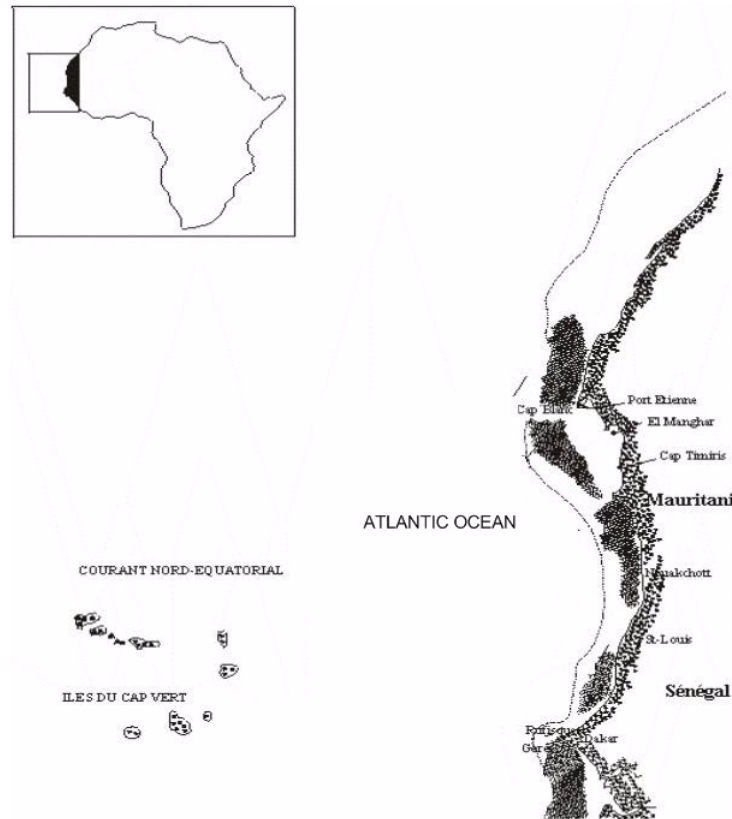 Port Etienne
Cap Blanc
El Manghar
Cap Timiris
Mauritani
ATLANTIC OCEAN
COURANT NORD-EQUATORIAL
Nouakchott
St-Louis
ILES DU CAP VERT
Sénégal
Dakar